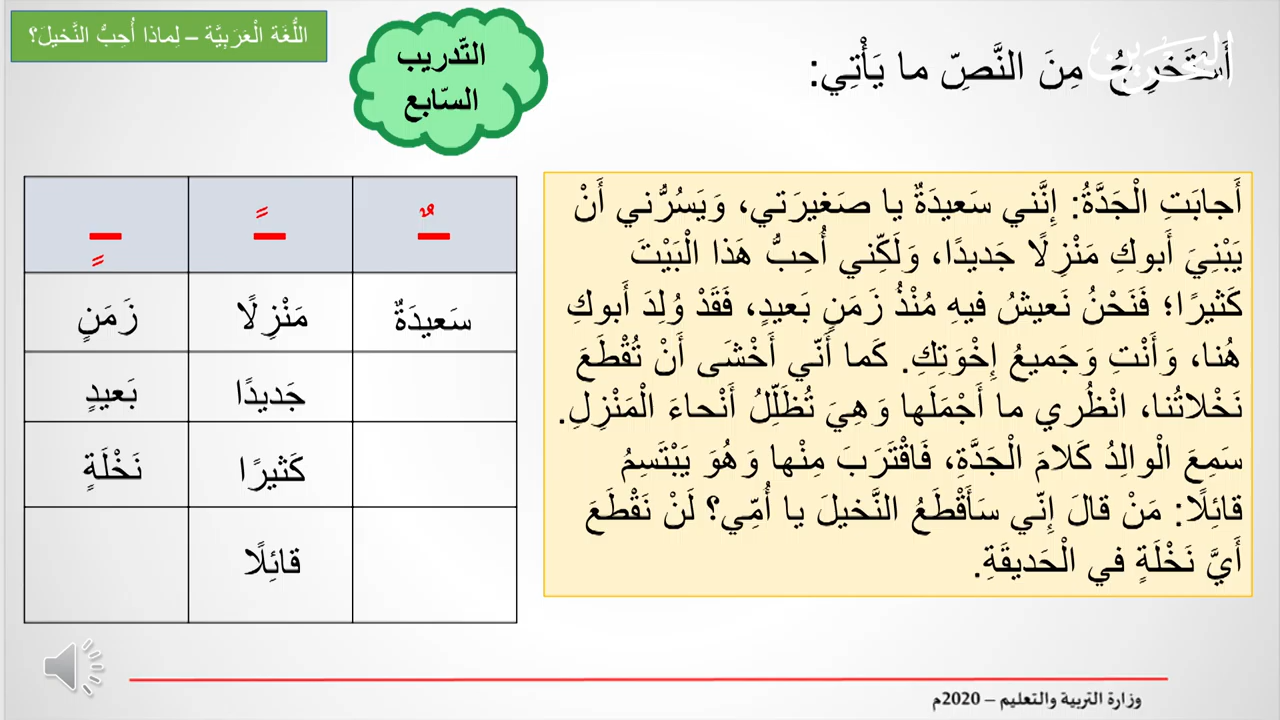 اللُّغَة الْعَرَبِيَّة – لِماذا أُحِبُّ النَّخيلَ؟
التّدريب
السّابع
أَسْتَخْرِجُ مِنَ النَّصِّ ما يَأْتِي:
البحرين
أَجابَتِ الْجَدَّةُ: إِنَّني سَعيدَةٌ يا صَغيرَتي، وَيَسُرُّني أَنْ
يَبْنِيَ أَبوكِ مَنْزِلًا جَديدًا، وَلَكِّني أُحِبُّ هَذا الْبَيْتَ
كَثيرًا؛ فَنَحْنُ نَعيشُ فيهِ مُنْذُ زَمَنٍ بَعيدٍ، فَقَدْ وُلِدَ أَبوكِ
هُنا، وَأَنْتِ وَجَميعُ إِخْوَتِكِ. كَما أَنّي أَخْشَى أَنْ تُقْطَعَ
نَخْلاتُنا، انْظُري ما أَجْمَلَها وَهِيَ تُظَلِّلُ أَنْحاءَ الْمَنْزِلِ.
سَمِعَ الْوالِدُ كَلامَ الْجَدَّةِ، فَاقْتَرَبَ مِنْها وَهُوَ يَبْتَسِمُ
قائِلًا: مَنْ قالَ إِنّي سَأَقْطَعُ النَّخيلَ يا أُمّي؟ لَنْ نَقْطَعَ
أَيَّ نَخْلَةٍ في الْحَديقَةِ.
ـٌ ـً ـٍ
سَعيدَةٌ مَنْزِلًا زَمَنٍ
جَديدًا بَعيدٍ
كَثيرًا نَخْلَةٍ
قائِلًا
وزارة التربية والتعليم – 2020م